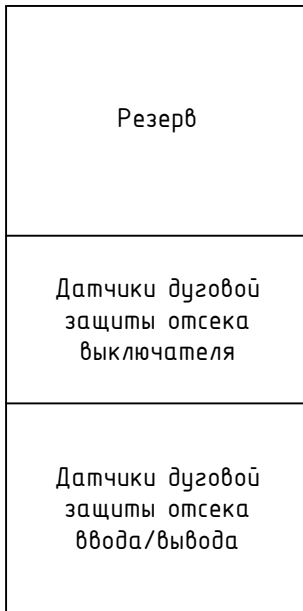 Резерв
Датчики дуговой
защиты отсека
выключателя
Датчики дуговой
защиты отсека
ввода/вывода